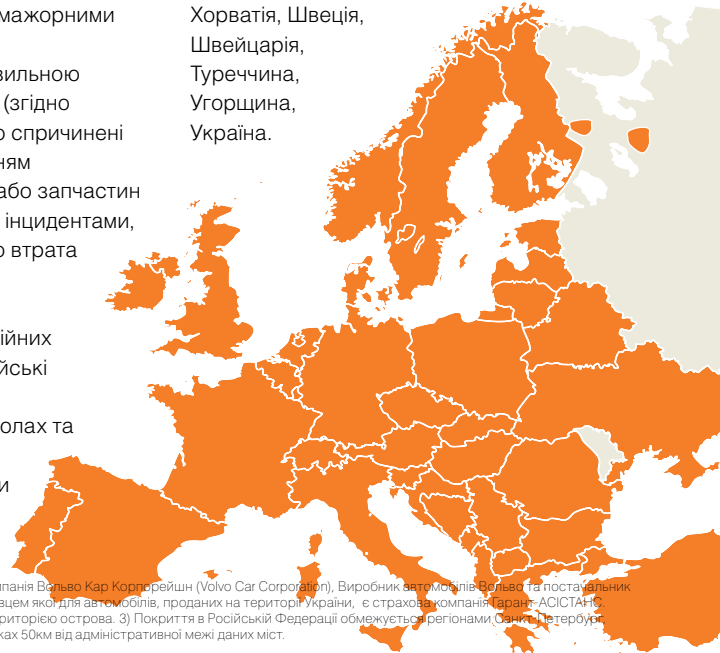 мажорними
вильною
(згідно
о спричинені
ням
або запчастин
інцидентами,
о втрата
ійних
йські
олах та
и
Хорватія, Швеція,
Швейцарія,
Туреччина,
Угорщина,
Україна.
мпанія Вольво Кар Корпорейшн (Volvo Car Corporation), Виробник автомобілів Вольво та постачальник
вцем якої для автомобілів, проданих на території України, є страхова компанія Гарант-АСІСТАНС.
риторією острова. 3) Покриття в Російській Федерації обмежується регіонами Санкт-Петербург,
ках 50км від адміністративної межі даних міст.